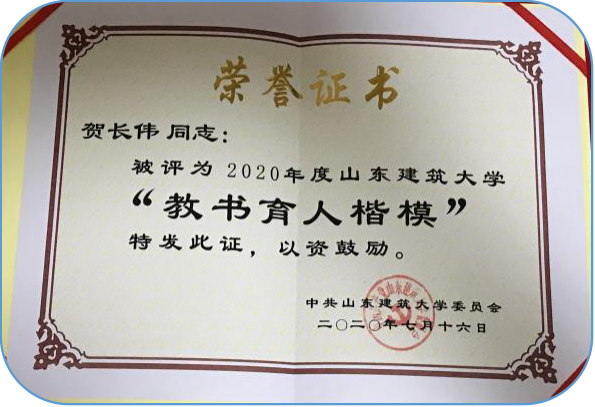 荣誉证书
贺长伟同志：
被评为2020年度山东建筑大学
“教书育人楷模”
特发此证，以资鼓励。
中共山东建筑大学委员会
二〇二〇年七月十六日